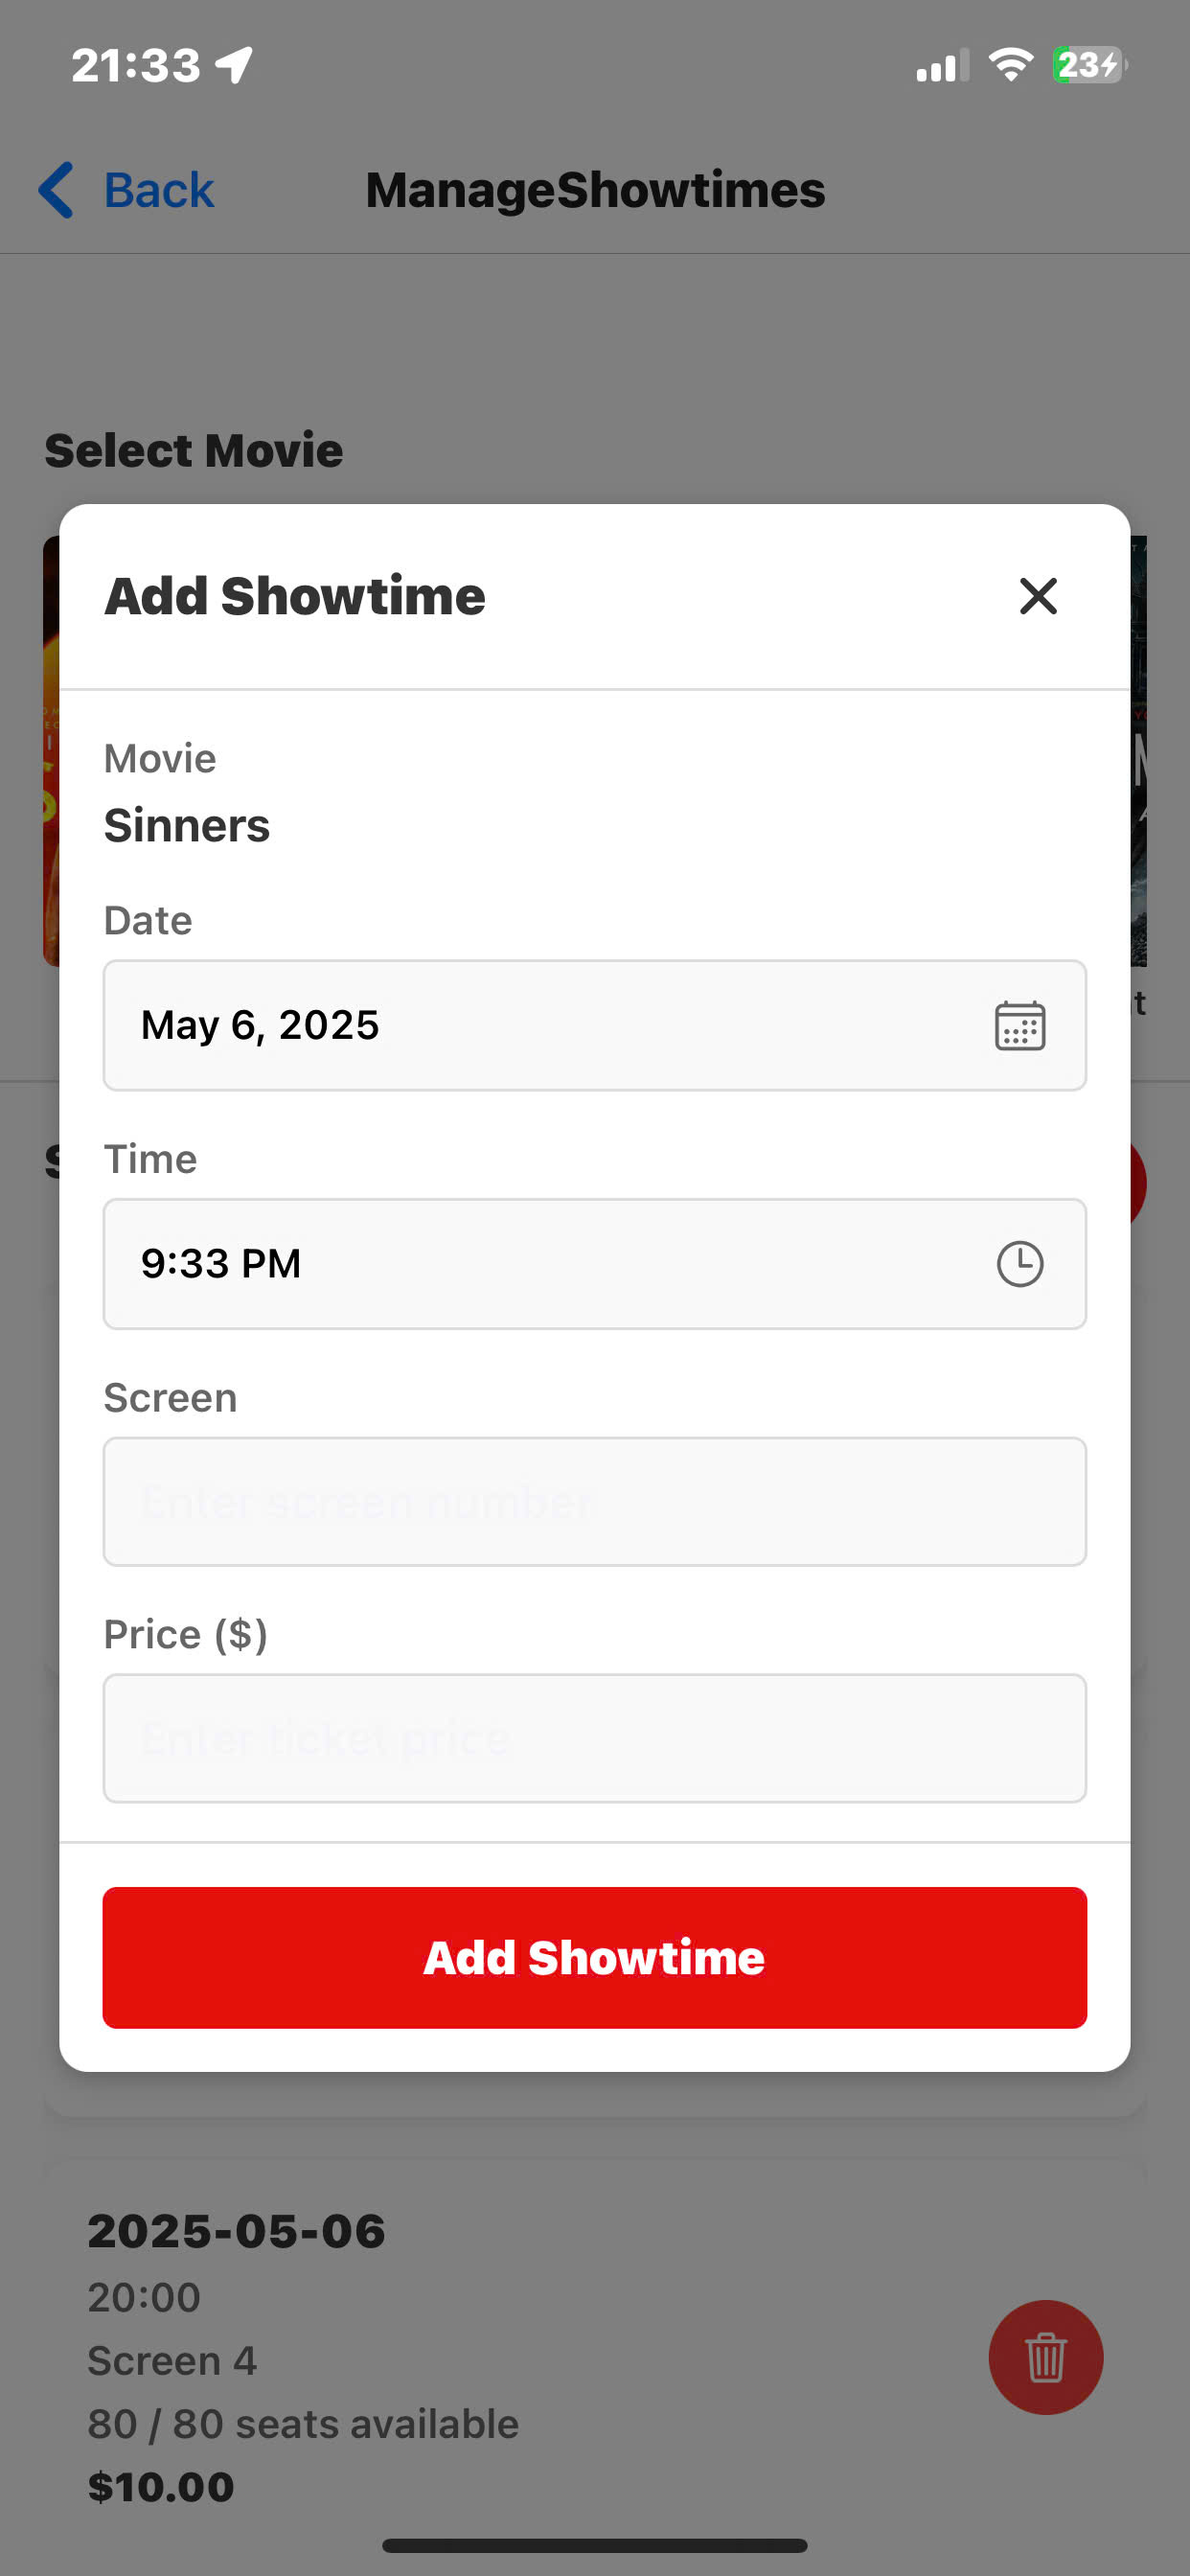 21:33
23
Back
ManageShowtimes
Select Movie
Add Showtime
Movie
Sinners
Date
May 6, 2025
Time
9:33 PM
Screen
Enter screen number
Price ($)
Enter ticket price
Add Showtime
2025-05-06
20:00
Screen 4
80 / 80 seats available
$10.00